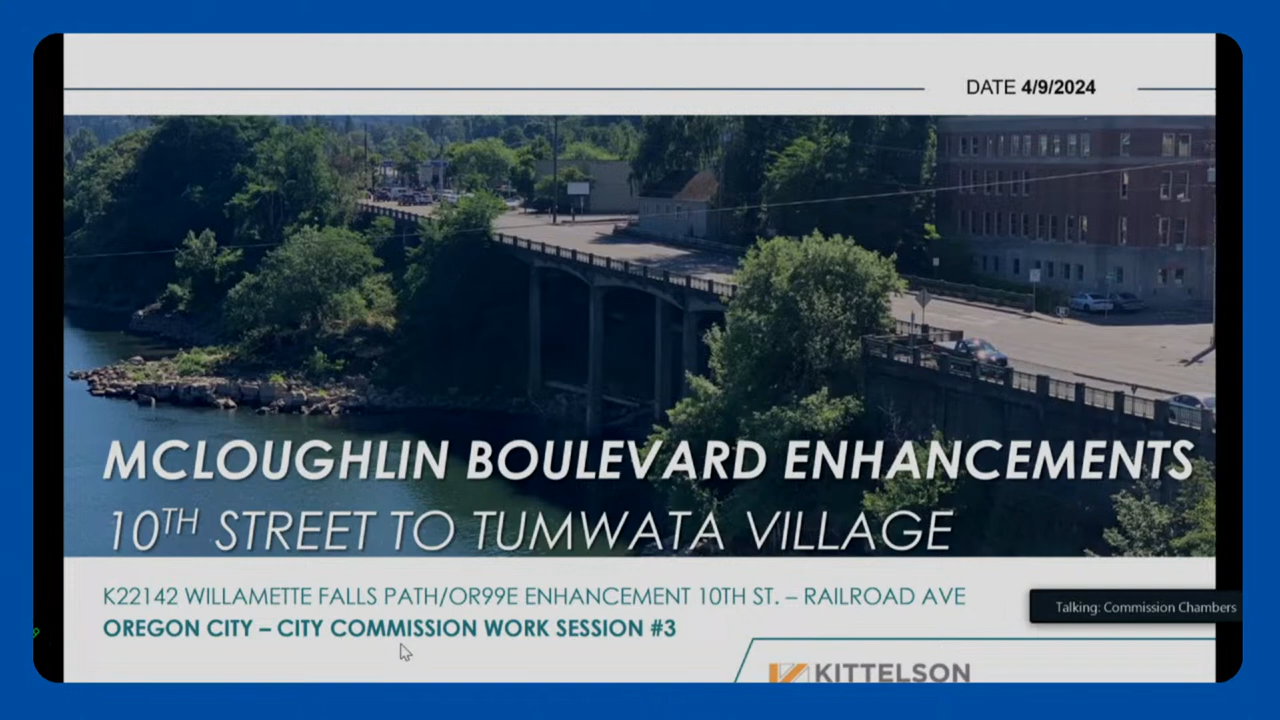 DATE 4/9/2024
MCLOUGHLIN BOULEVARD ENHANCEMENTS
10TH STREET TO TUMWATA VILLAGE
K22142 WILLAMETTE FALLS PATH/OR99E ENHANCEMENT 10TH ST. – RAILROAD AVE
Talking: Commission Chambers
OREGON CITY – CITY COMMISSION WORK SESSION #3
KITTELSON